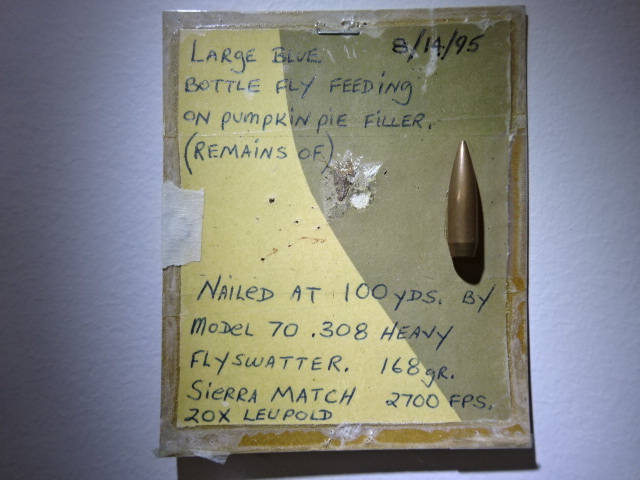 8/14/95
LARGE BLUE
BOTTLE FLY FEEDING
ON PUMPKIN PIE FILLER.
(REMAINS OF)
NAILED AT 100 YDS. BY
MODEL 70 .308 HEAVY
FLYSWATTER. 168 gr.
SIERRA MATCH 2700 FPS.
20X LEUPOLD